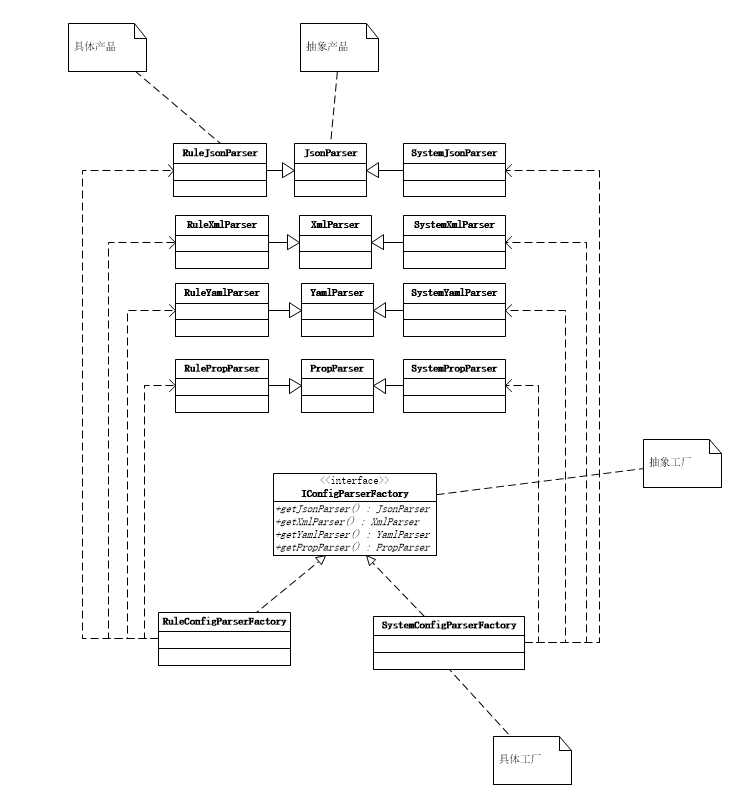 具体产品
抽象产品
RuleJsonParser
JsonParser
SystemJsonParser
RuleXmlParser
XmlParser
SystemXmlParser
RuleYamlParser
YamlParser
SystemYamlParser
RulePropParser
PropParser
SystemPropParser
抽象工厂
<<interface>>
IConfigParserFactory
+getJsonParser() : JsonParser
+getXmlParser() : XmlParser
+getYamlParser() : YamlParser
+getPropParser() : PropParser
RuleConfigParserFactory
SystemConfigParserFactory
具体工厂